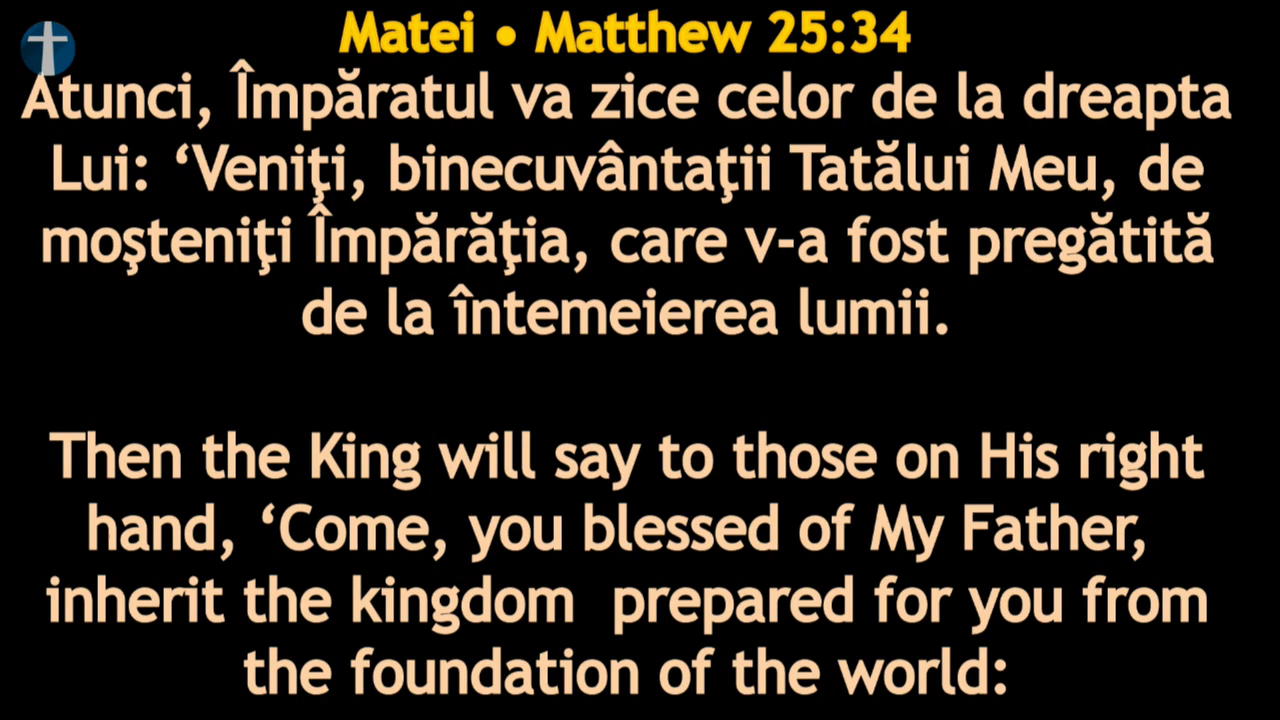 Matei • Matthew 25:34
Atunci, Împăratul va zice celor de la dreapta
Lui: ‘Veniţi, binecuvântaţii Tatălui Meu, de
moşteniţi Împărăţia, care v-a fost pregătită
de la întemeierea lumii.
Then the King will say to those on His right
hand, ‘Come, you blessed of My Father,
inherit the kingdom  prepared for you from
the foundation of the world: